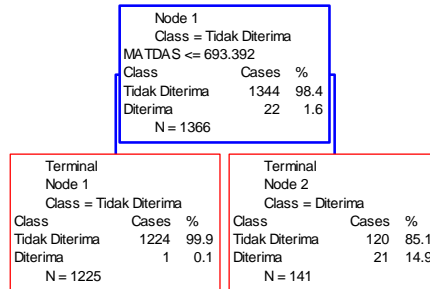 Node 1
Class = Tidak Diterima
MATDAS <= 693.392
Class Cases %
Tidak Diterima 1344 98.4
Diterima 22 1.6
N = 1366
Terminal
Node 1
Class = Tidak Diterima
Class Cases %
Tidak Diterima 1224 99.9
Diterima 1 0.1
N = 1225
Terminal
Node 2
Class = Diterima
Class Cases %
Tidak Diterima 120 85.1
Diterima 21 14.9
N = 141